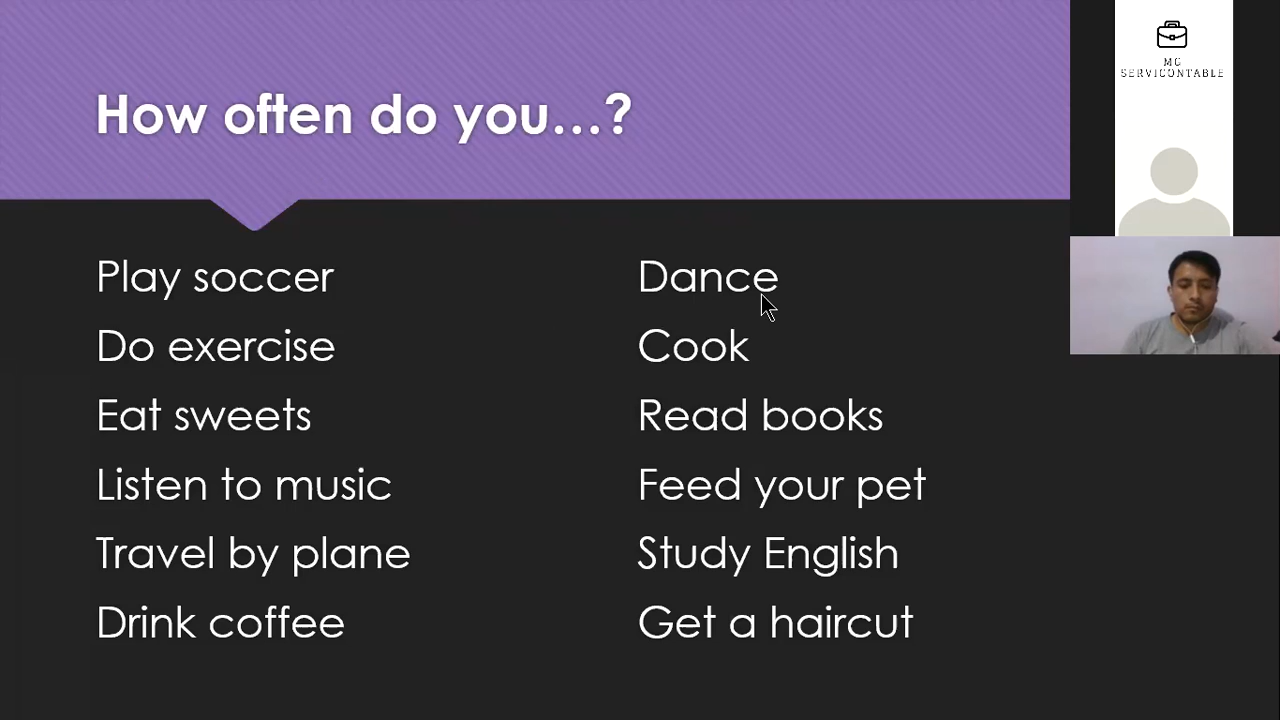 How often do you...?
Play soccer
Do exercise
Eat sweets
Listen to music
Travel by plane
Drink coffee
Dance
Cook
Read books
Feed your pet
Study English
Get a haircut
MG
SERVICONTABLE